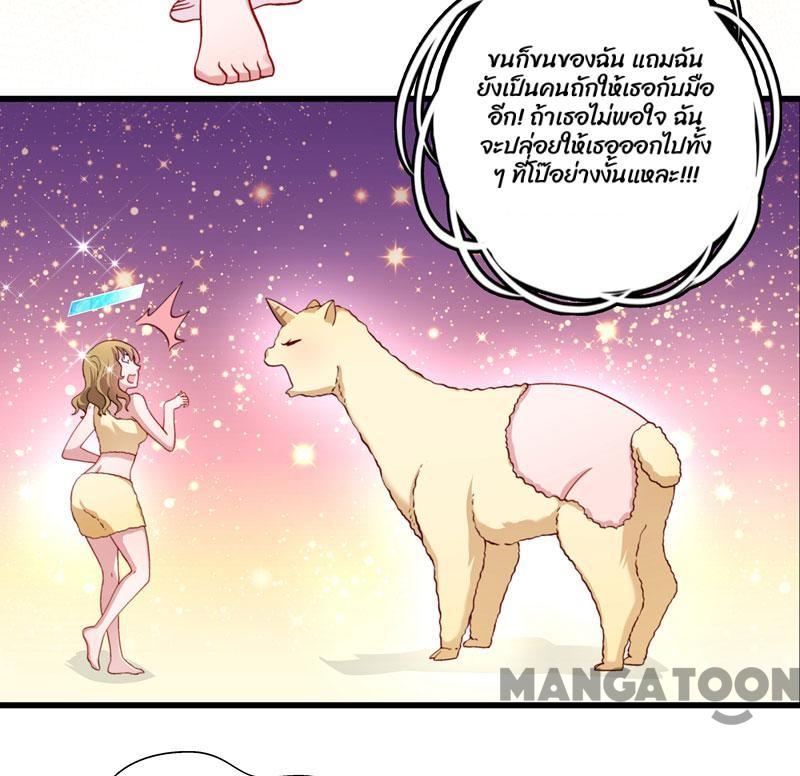 ขนก็ขนของฉัน แถมฉัน
ยังเป็นคนถักให้เธอกับมือ
อีก! ถ้าเธอไม่พอใจ ฉัน
จะปล่อยให้เธอออกไปทั้ง
ๆ ที่โป๊อย่างงั้นแหละ!!!
MANGATOON